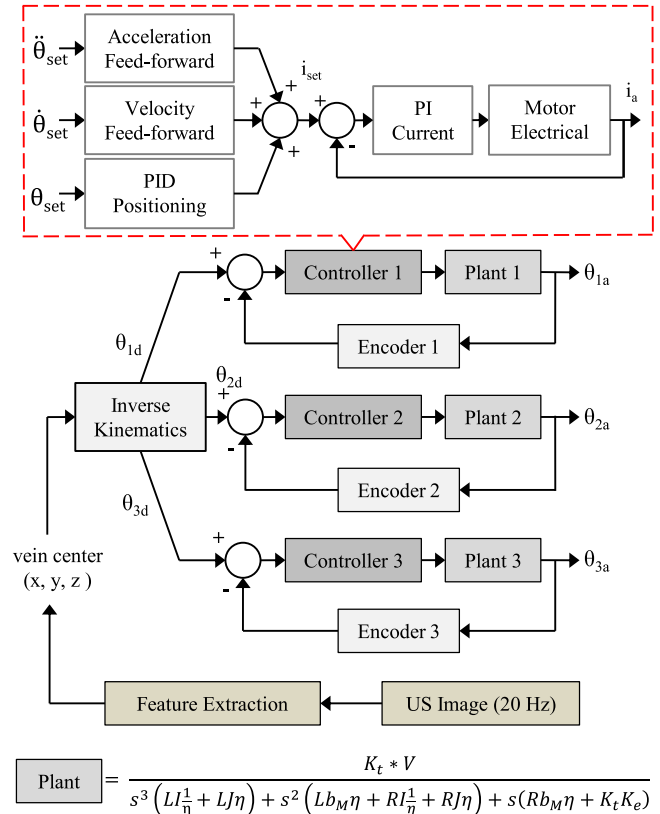 θ̈set
Acceleration
Feed-forward
+
iset
θ̇set
Velocity
Feed-forward
+
+
PI
Current
Motor
Electrical
ia
-
+
θset
PID
Positioning
+
Controller 1
Plant 1
θ1a
-
Encoder 1
θ1d
θ2d
Inverse
Kinematics
+
Controller 2
Plant 2
θ2a
-
Encoder 2
θ3d
+
Controller 3
Plant 3
θ3a
-
Encoder 3
vein center
(x, y, z )
Feature Extraction
US Image (20 Hz)
Plant = Kt * V / s³ (LI 1/η + LJη) + s² (LbMη + RI 1/η + RJη) + s(RbMη + KtKe)